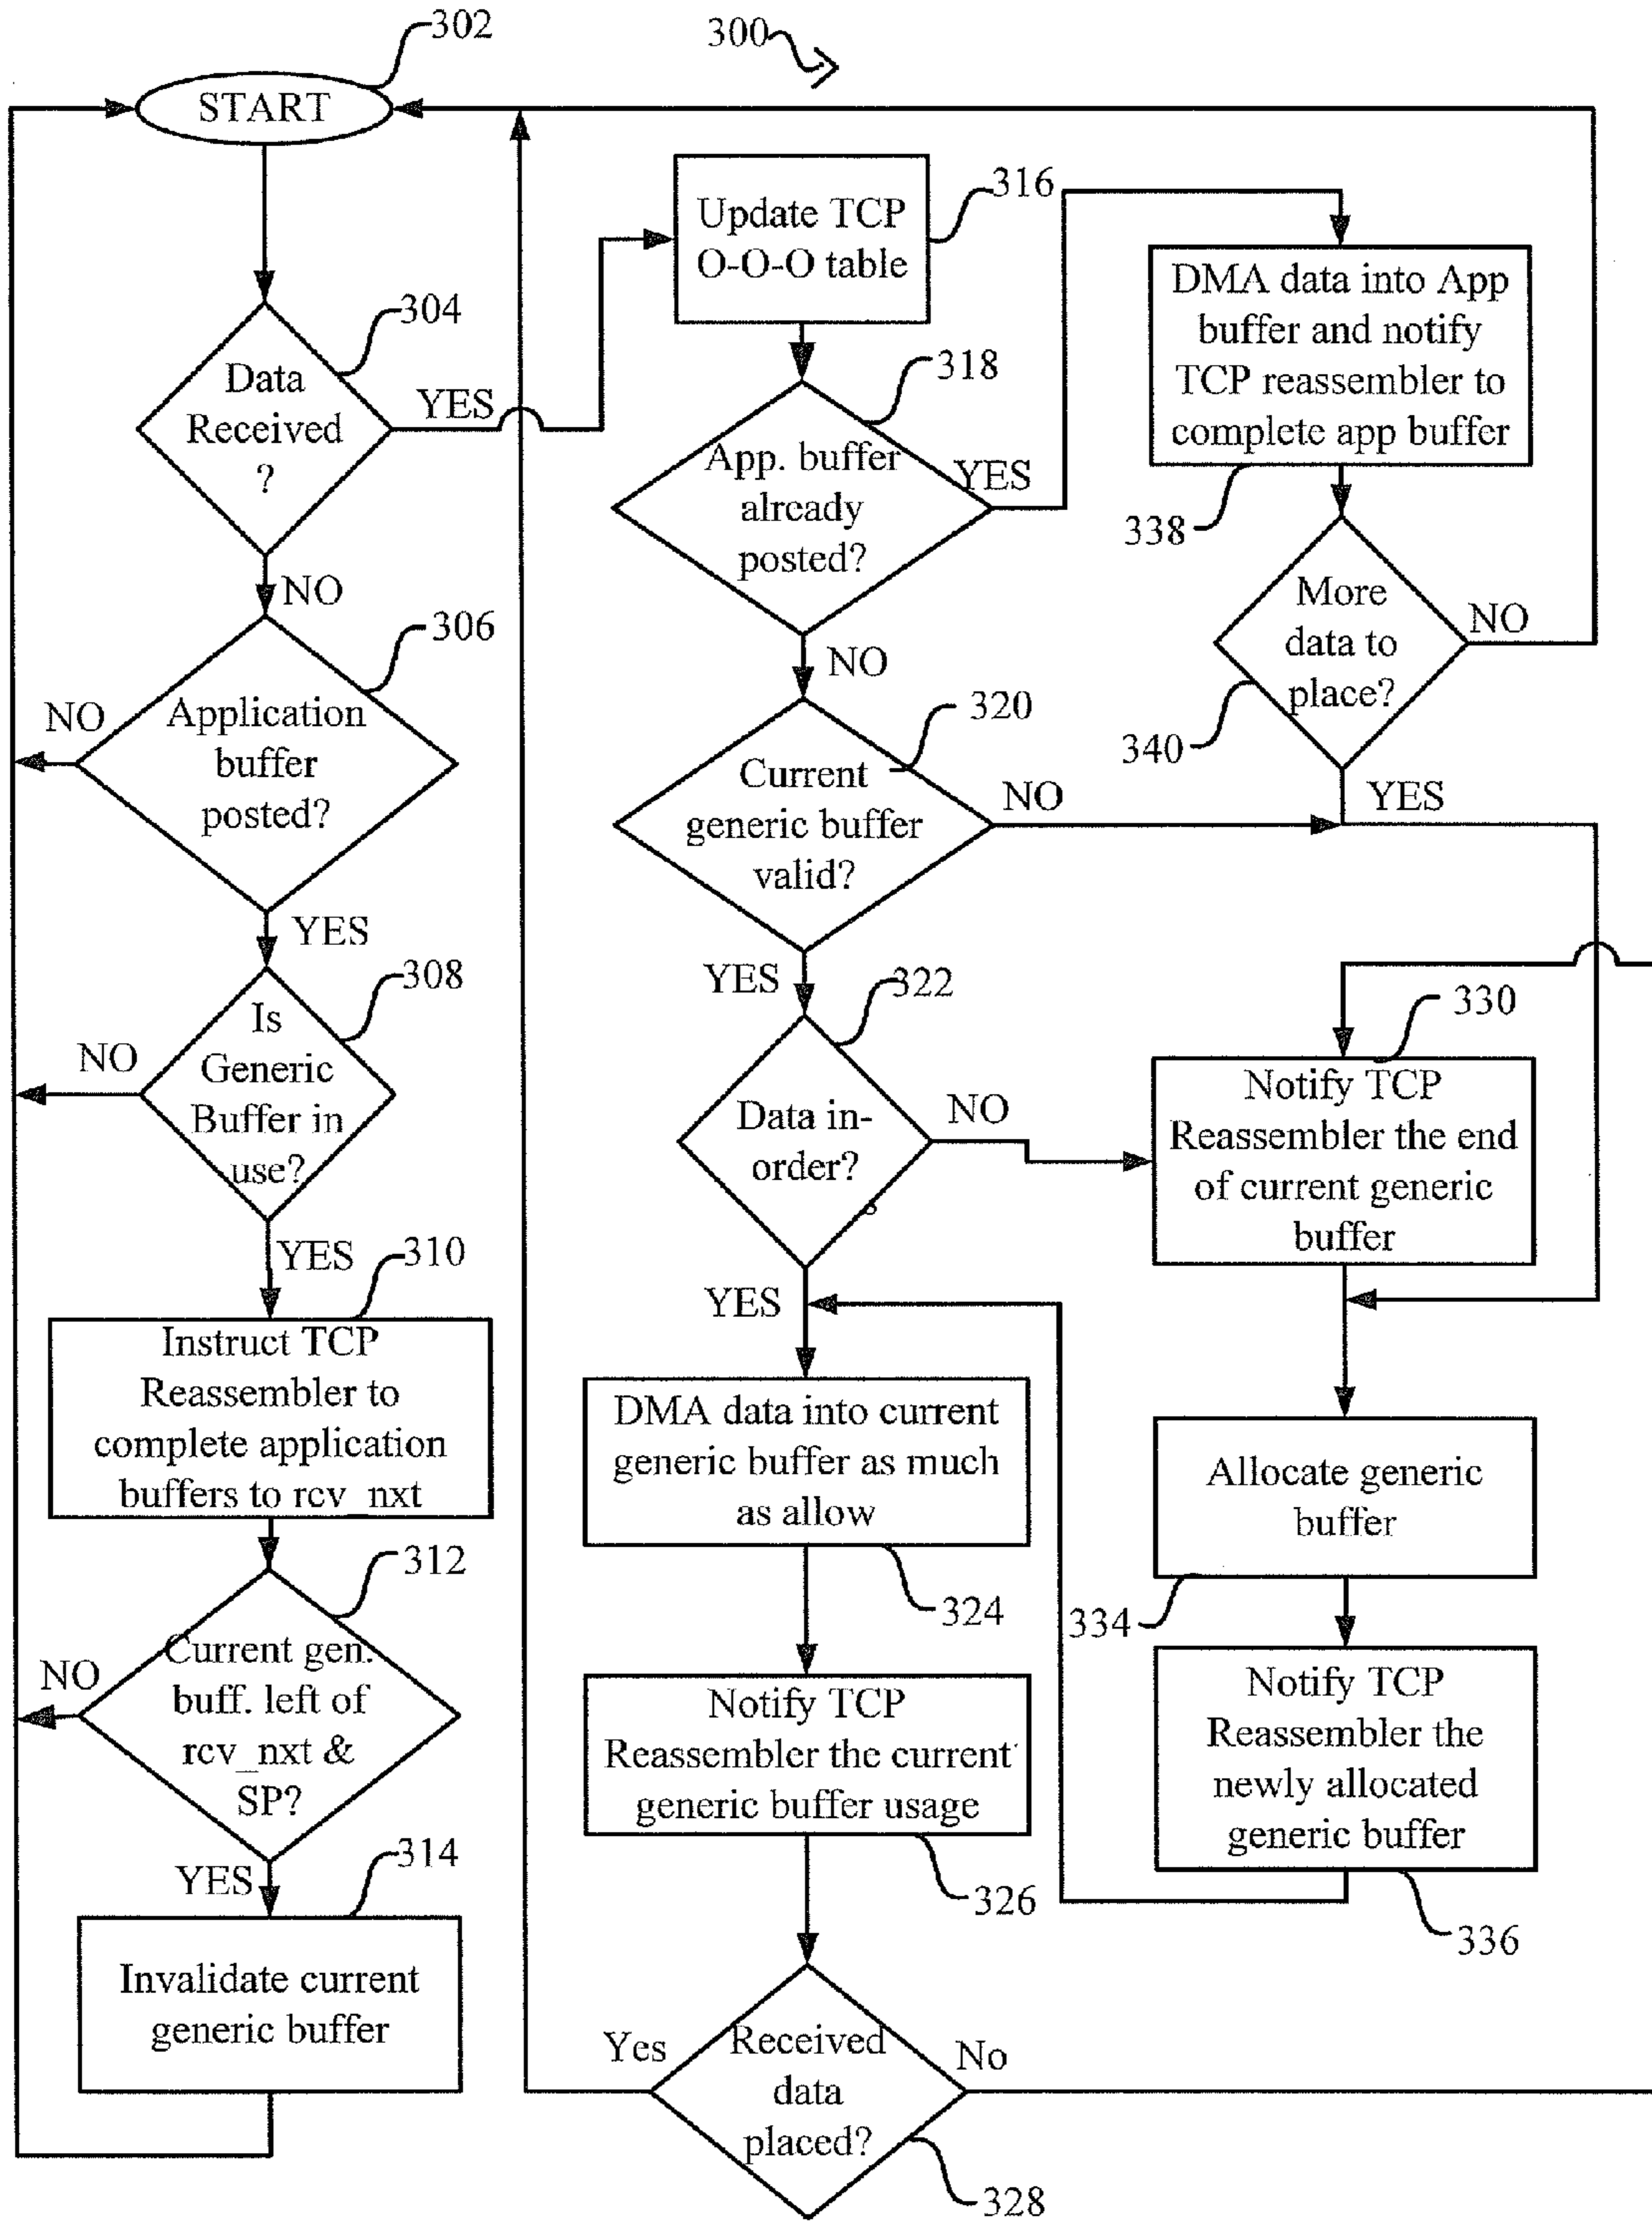 302
300
START
304
Data
Received
?
YES
NO
306
Application
buffer
posted?
NO
YES
308
Is
Generic
Buffer in
use?
NO
YES
310
Instruct TCP
Reassembler to
complete application
buffers to rcv_nxt
312
Current gen.
buff. left of
rcv_nxt &
SP?
NO
YES
314
Invalidate current
generic buffer
316
Update TCP
O-O-O table
318
App. buffer
already
posted?
YES
NO
320
Current
generic buffer
valid?
NO
YES
322
Data in-
order?
s
NO
YES
DMA data into current
generic buffer as much
as allow
324
Notify TCP
Reassembler the current
generic buffer usage
326
Received
data
placed?
Yes
No
328
DMA data into App
buffer and notify
TCP reassembler to
complete app buffer
338
More
data to
place?
NO
340
YES
330
Notify TCP
Reassembler the end
of current generic
buffer
Allocate generic
buffer
334
Notify TCP
Reassembler the
newly allocated
generic buffer
336